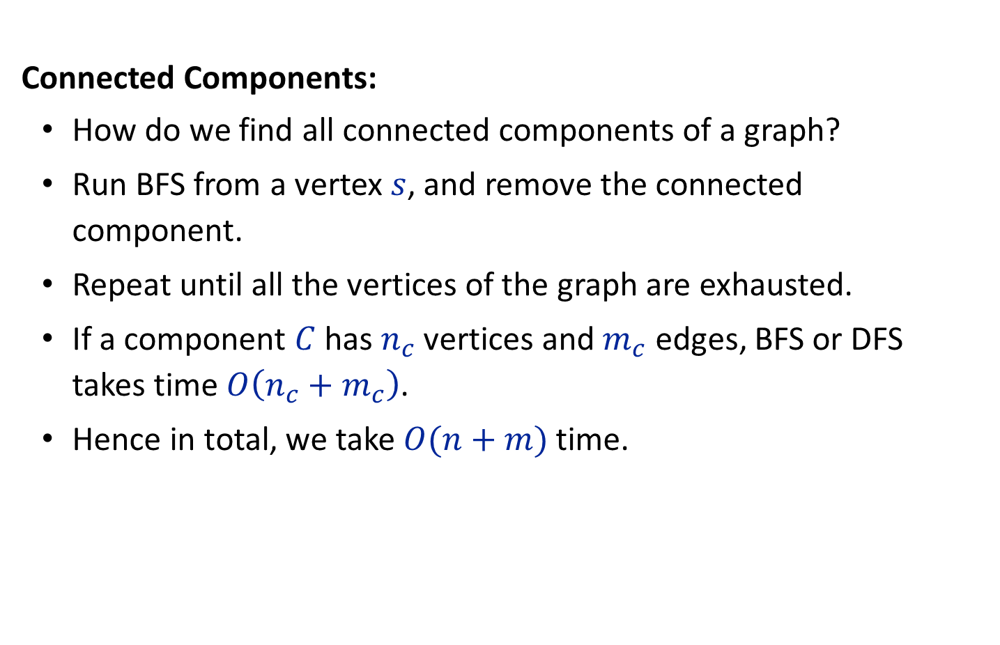 Connected Components:
• How do we find all connected components of a graph?
• Run BFS from a vertex s, and remove the connected
component.
• Repeat until all the vertices of the graph are exhausted.
• If a component C has n_c vertices and m_c edges, BFS or DFS
takes time O(n_c + m_c).
• Hence in total, we take O(n + m) time.